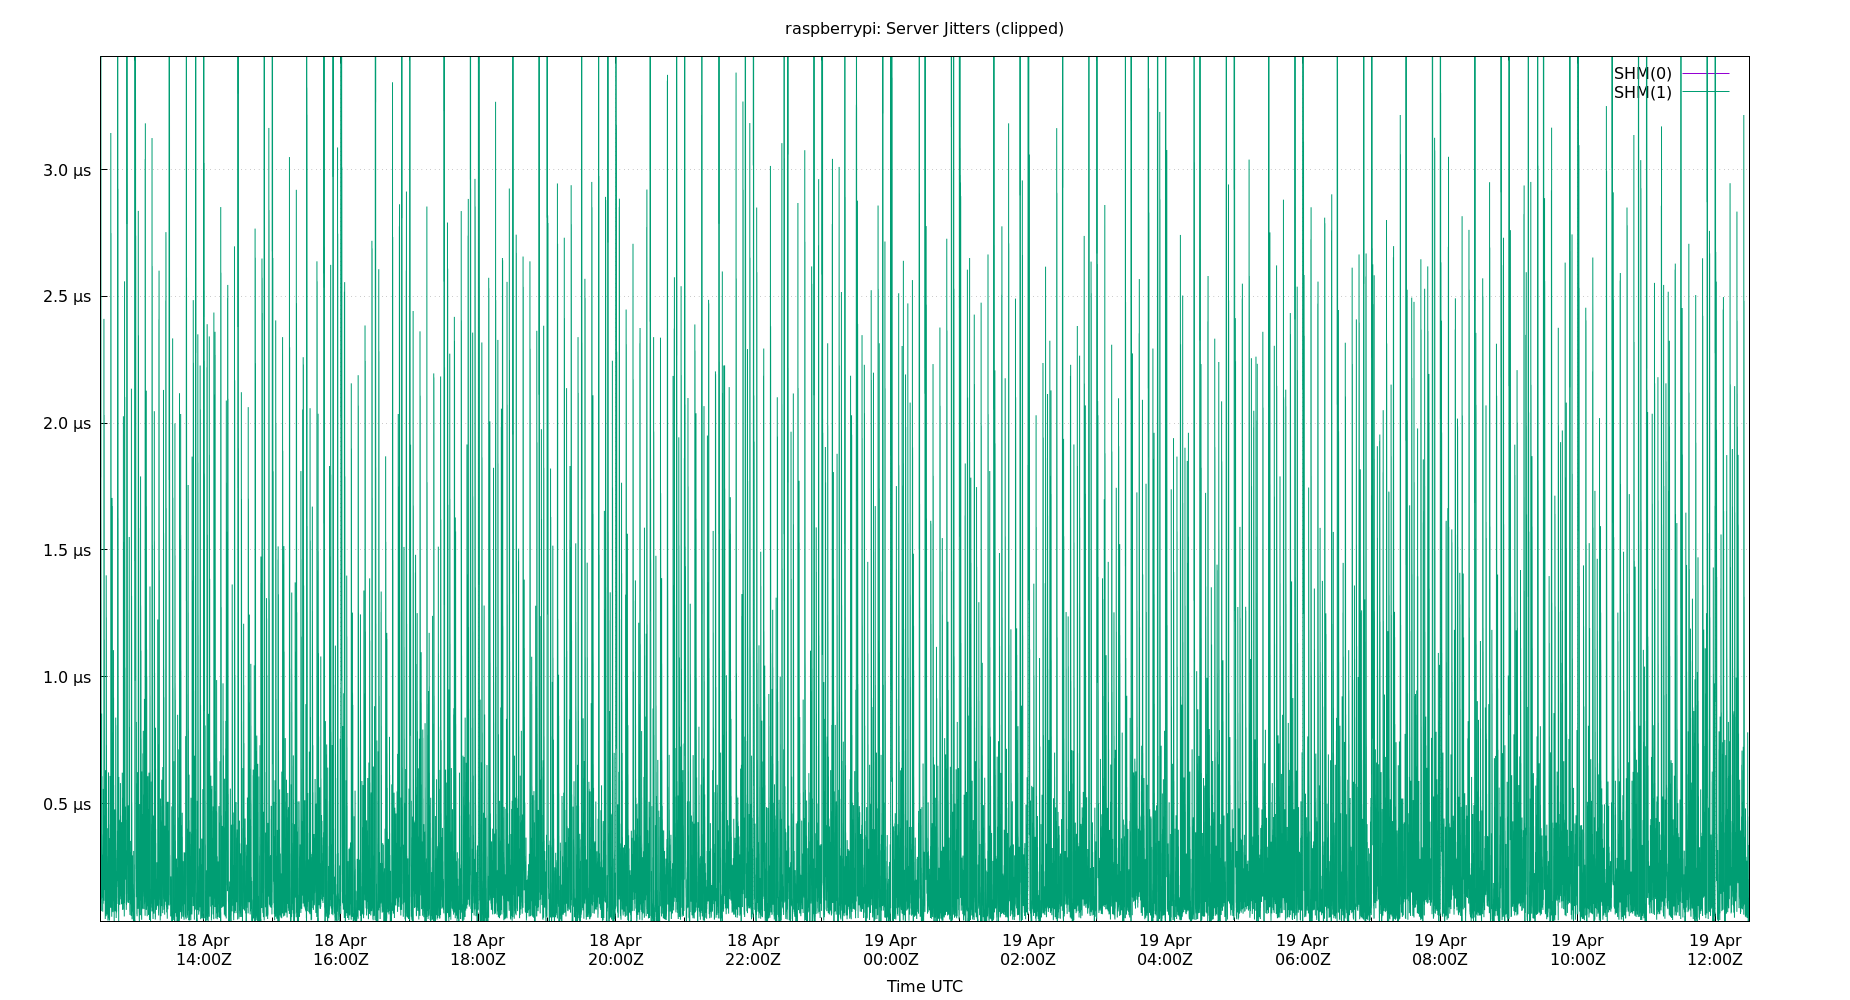 raspberrypi: Server Jitters (clipped)
SHM(0)
SHM(1)
3.0 µs
2.5 µs
2.0 µs
1.5 µs
1.0 µs
0.5 µs
18 Apr 18 Apr 18 Apr 18 Apr 18 Apr 19 Apr 19 Apr 19 Apr 19 Apr 19 Apr 19 Apr 19 Apr
14:00Z 16:00Z 18:00Z 20:00Z 22:00Z 00:00Z 02:00Z 04:00Z 06:00Z 08:00Z 10:00Z 12:00Z
Time UTC